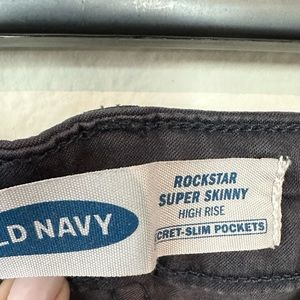 LD NAVY
ROCKSTAR
SUPER SKINNY
HIGH RISE
CRET-SLIM POCKETS